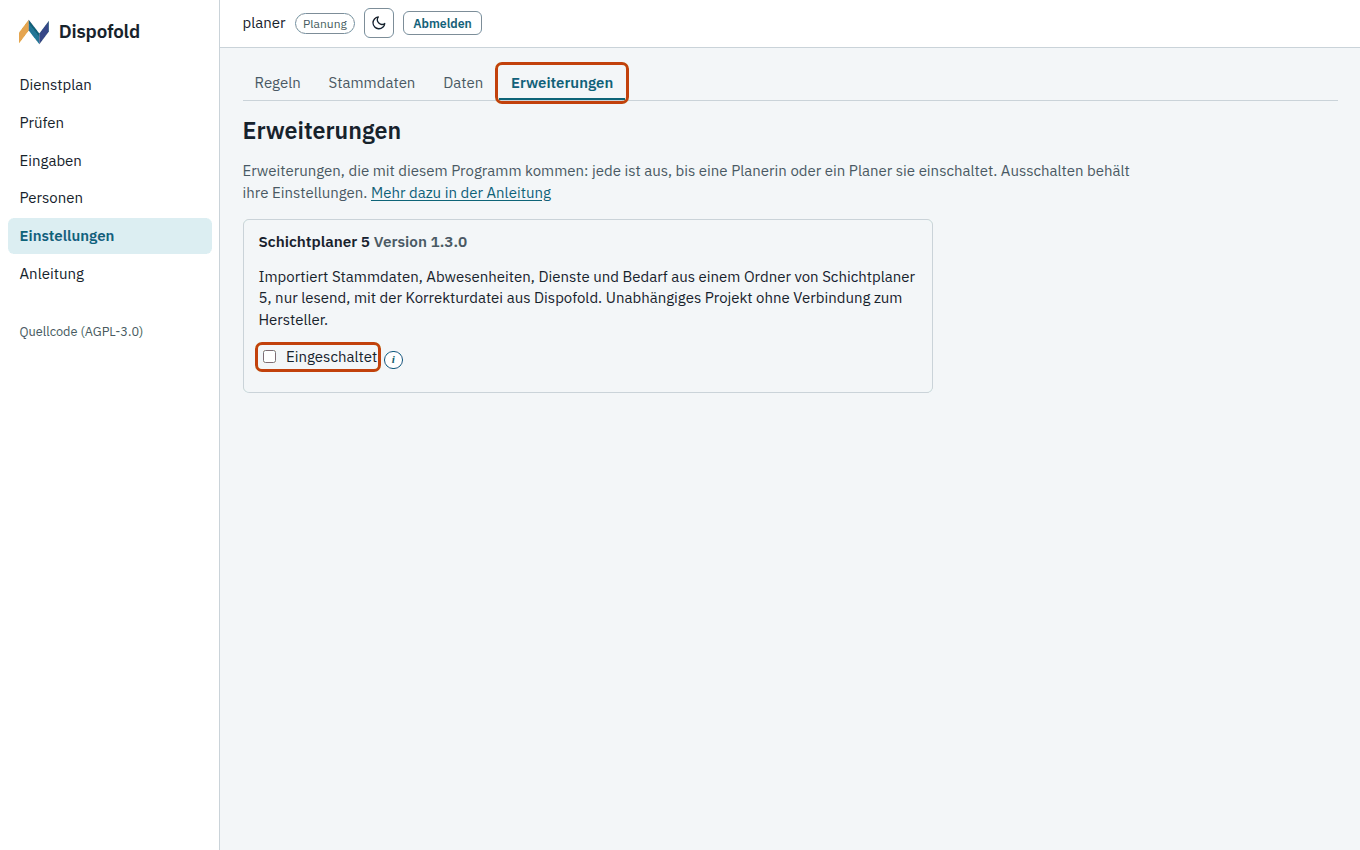 Dispofold
planer
Planung
Abmelden
Dienstplan
Prüfen
Eingaben
Personen
Einstellungen
Anleitung
Quellcode (AGPL-3.0)
Regeln
Stammdaten
Daten
Erweiterungen
Erweiterungen
Erweiterungen, die mit diesem Programm kommen: jede ist aus, bis eine Planerin oder ein Planer sie einschaltet. Ausschalten behält
ihre Einstellungen. Mehr dazu in der Anleitung
Schichtplaner 5 Version 1.3.0
Importiert Stammdaten, Abwesenheiten, Dienste und Bedarf aus einem Ordner von Schichtplaner
5, nur lesend, mit der Korrekturdatei aus Dispofold. Unabhängiges Projekt ohne Verbindung zum
Hersteller.
Eingeschaltet i